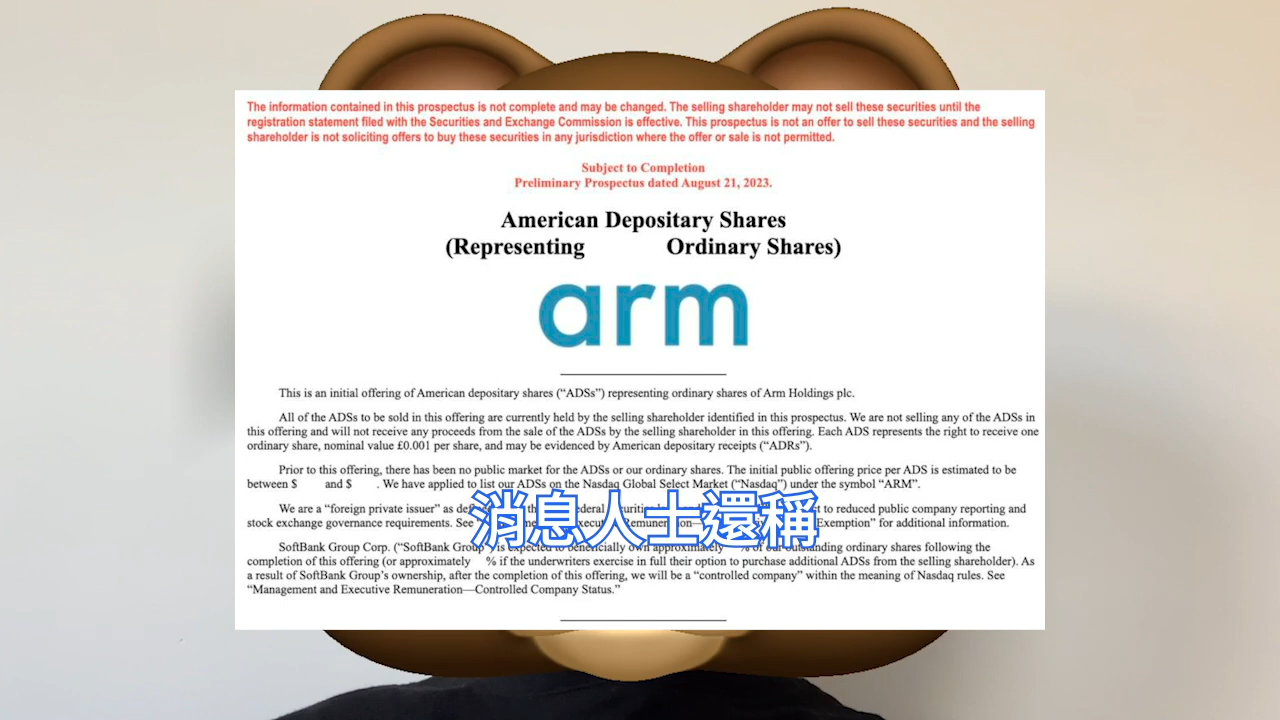 The information contained in this prospectus is not complete and may be changed. The selling shareholder may not sell these securities until the
registration statement filed with the Securities and Exchange Commission is effective. This prospectus is not an offer to sell these securities and the selling
shareholder is not soliciting offers to buy these securities in any jurisdiction where the offer or sale is not permitted.
Subject to Completion
Preliminary Prospectus dated August 21, 2023.
American Depositary Shares
(Representing Ordinary Shares)
arm
This is an initial offering of American depositary shares (“ADSs”) representing ordinary shares of Arm Holdings plc.
All of the ADSs to be sold in this offering are currently held by the selling shareholder identified in this prospectus. We are not selling any of the ADSs in
this offering and will not receive any proceeds from the sale of the ADSs by the selling shareholder in this offering. Each ADS represents the right to receive one
ordinary share, nominal value £0.001 per share, and may be evidenced by American depositary receipts (“ADRs”).
Prior to this offering, there has been no public market for the ADSs or our ordinary shares. The initial public offering price per ADS is estimated to be
between $ and $ . We have applied to list our ADSs on the Nasdaq Global Select Market (“Nasdaq”) under the symbol “ARM”.
We are a “foreign private issuer” as federal to reduced public company reporting and
stock exchange governance requirements. See Exemption” for additional information.
消息人士還稱
SoftBank Group Corp. (“SoftBank Group”) is expected to beneficially own approximately % of our outstanding ordinary shares following the
completion of this offering (or approximately % if the underwriters exercise in full their option to purchase additional ADSs from the selling shareholder). As
a result of SoftBank Group’s ownership, after the completion of this offering, we will be a “controlled company” within the meaning of Nasdaq rules. See
“Management and Executive Remuneration—Controlled Company Status.”